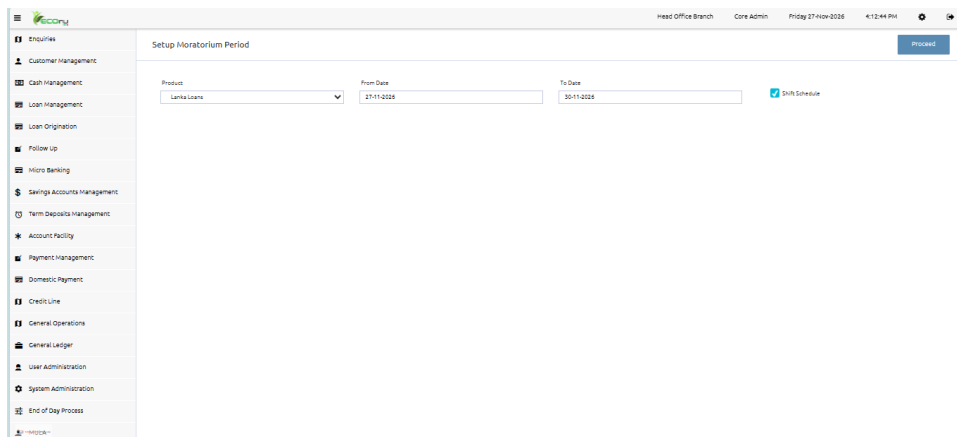 Head Office Branch Core Admin Friday 27-Nov-2026 4:12:44 PM
Setup Moratorium Period
Proceed
Product From Date To Date
Lanka Loans 27-11-2026 30-11-2026 Shift Schedule
Enquiries
Customer Management
Cash Management
Loan Management
Loan Origination
Follow Up
Micro Banking
Savings Accounts Management
Term Deposits Management
Account Facility
Payment Management
Domestic Payment
Credit Line
General Operations
General Ledger
User Administration
System Administration
End of Day Process